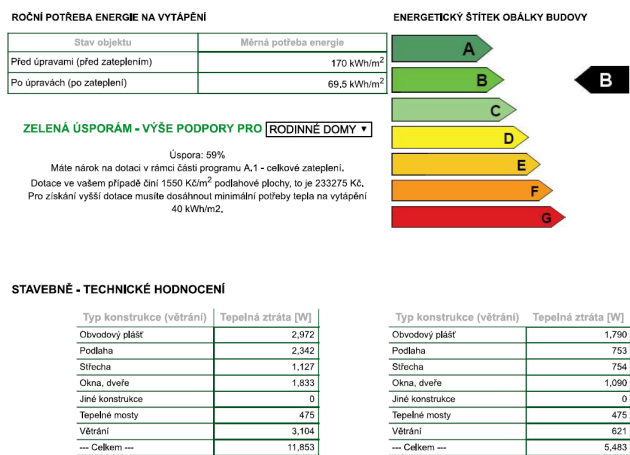 ROČNÍ POTŘEBA ENERGIE NA VYTÁPĚNÍ
Stav objektu Měrná potřeba energie
Před úpravami (před zateplením) 170 kWh/m2
Po úpravách (po zateplení) 69,5 kWh/m2
ZELENÁ ÚSPORÁM - VÝŠE PODPORY PRO RODINNÉ DOMY ▼
Úspora: 59%
Máte nárok na dotaci v rámci části programu A.1 - celkové zateplení.
Dotace ve vašem případě činí 1550 Kč/m2 podlahové plochy, to je 233275 Kč.
Pro získání vyšší dotace musíte dosáhnout minimální potřeby tepla na vytápění
40 kWh/m2.
ENERGETICKÝ ŠTÍTEK OBÁLKY BUDOVY
A
B B
C
D
E
F
G
STAVEBNĚ - TECHNICKÉ HODNOCENÍ
Typ konstrukce (větrání) Tepelná ztráta [W]
Obvodový plášť 2,972
Podlaha 2,342
Střecha 1,127
Okna, dveře 1,833
Jiné konstrukce 0
Tepelné mosty 475
Větrání 3,104
--- Celkem --- 11,853
Typ konstrukce (větrání) Tepelná ztráta [W]
Obvodový plášť 1,790
Podlaha 753
Střecha 754
Okna, dveře 1,090
Jiné konstrukce 0
Tepelné mosty 475
Větrání 621
--- Celkem --- 5,483